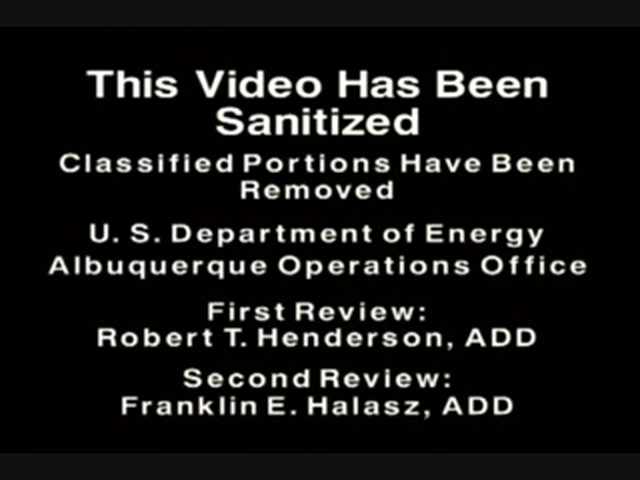 This Video Has Been
Sanitized
Classified Portions Have Been
Removed
U. S. Department of Energy
Albuquerque Operations Office
First Review:
Robert T. Henderson, ADD
Second Review:
Franklin E. Halasz, ADD